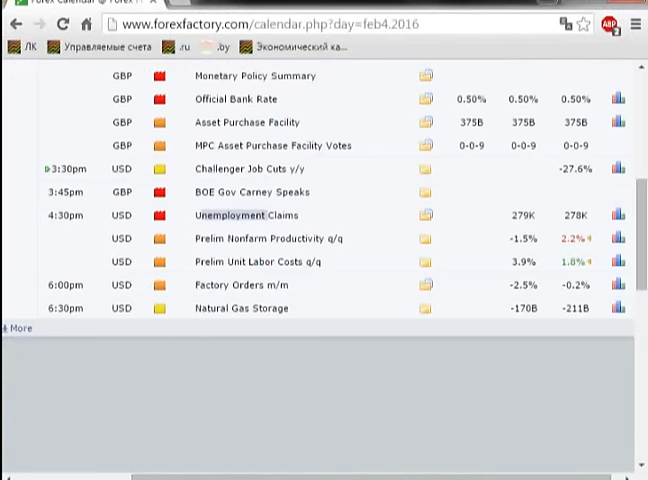 Forex Calendar @ Forex
www.forexfactory.com/calendar.php?day=feb4.2016
ABP
2
ЛК Управляемые счета .ru .by Экономический ка...
GBP Monetary Policy Summary
GBP Official Bank Rate 0.50% 0.50% 0.50%
GBP Asset Purchase Facility 375B 375B 375B
GBP MPC Asset Purchase Facility Votes 0-0-9 0-0-9 0-0-9
3:30pm USD Challenger Job Cuts y/y -27.6%
3:45pm GBP BOE Gov Carney Speaks
4:30pm USD Unemployment Claims 279K 278K
USD Prelim Nonfarm Productivity q/q -1.5% 2.2%
USD Prelim Unit Labor Costs q/q 3.9% 1.8%
6:00pm USD Factory Orders m/m -2.5% -0.2%
6:30pm USD Natural Gas Storage -170B -211B
More